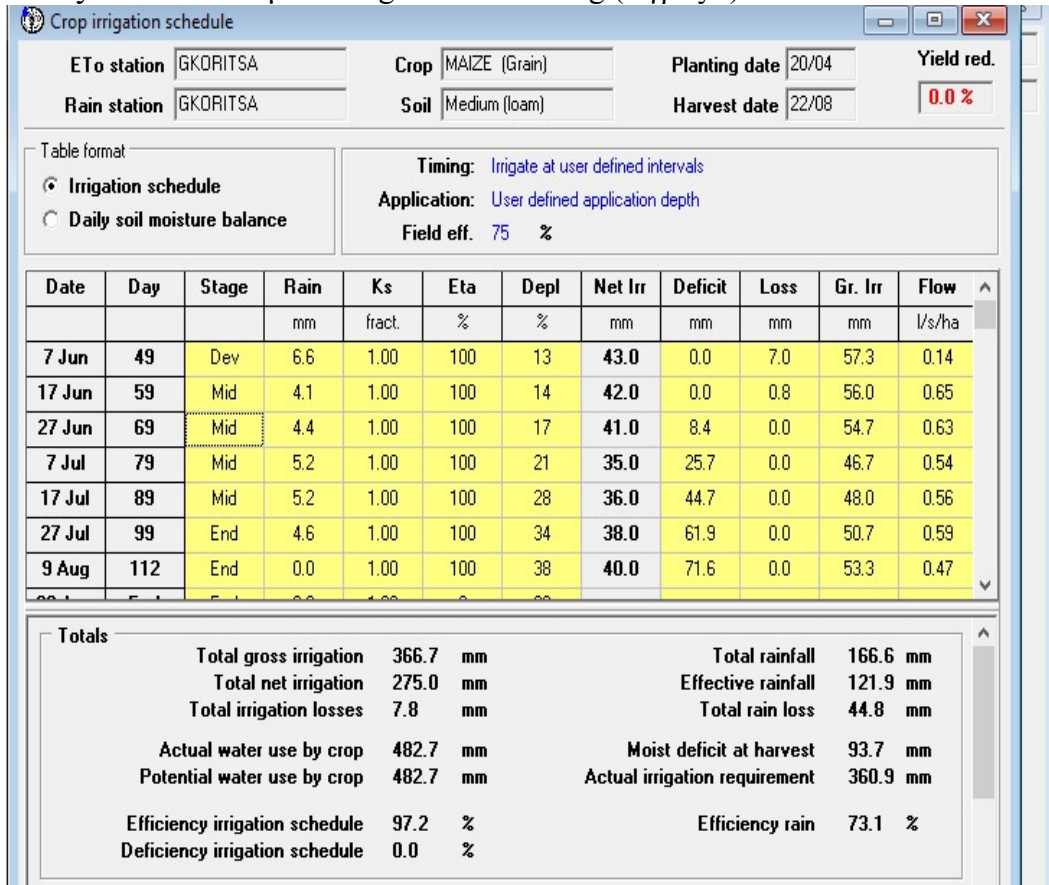 Crop irrigation schedule
ETo station GKORITSA Crop MAIZE (Grain) Planting date 20/04 Yield red.
Rain station GKORITSA Soil Medium (loam) Harvest date 22/08 0.0 %
Table format
Irrigation schedule
Daily soil moisture balance
Timing: Irrigate at user defined intervals
Application: User defined application depth
Field eff. 75 %
Date Day Stage Rain Ks Eta Depl Net Irr Deficit Loss Gr. Irr Flow
mm fract. % % mm mm mm mm l/s/ha
7 Jun 49 Dev 6.6 1.00 100 13 43.0 0.0 7.0 57.3 0.14
17 Jun 59 Mid 4.1 1.00 100 14 42.0 0.0 0.8 56.0 0.65
27 Jun 69 Mid 4.4 1.00 100 17 41.0 8.4 0.0 54.7 0.63
7 Jul 79 Mid 5.2 1.00 100 21 35.0 25.7 0.0 46.7 0.54
17 Jul 89 Mid 5.2 1.00 100 28 36.0 44.7 0.0 48.0 0.56
27 Jul 99 End 4.6 1.00 100 34 38.0 61.9 0.0 50.7 0.59
9 Aug 112 End 0.0 1.00 100 38 40.0 71.6 0.0 53.3 0.47
Totals
Total gross irrigation 366.7 mm Total rainfall 166.6 mm
Total net irrigation 275.0 mm Effective rainfall 121.9 mm
Total irrigation losses 7.8 mm Total rain loss 44.8 mm
Actual water use by crop 482.7 mm Moist deficit at harvest 93.7 mm
Potential water use by crop 482.7 mm Actual irrigation requirement 360.9 mm
Efficiency irrigation schedule 97.2 % Efficiency rain 73.1 %
Deficiency irrigation schedule 0.0 %